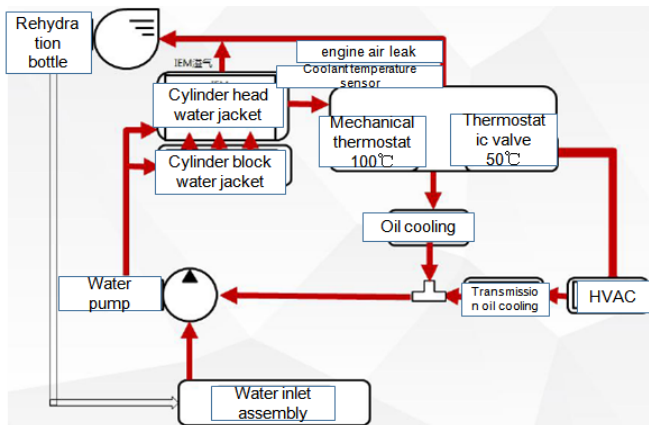 Rehydra
tion
bottle
IEM溢气
engine air leak
Coolant temperature
sensor
Cylinder head
water jacket
Mechanical
thermostat
100℃
Thermostat
ic valve
50℃
Cylinder block
water jacket
Oil cooling
Water
pump
Transmissio
n oil cooling
HVAC
Water inlet
assembly